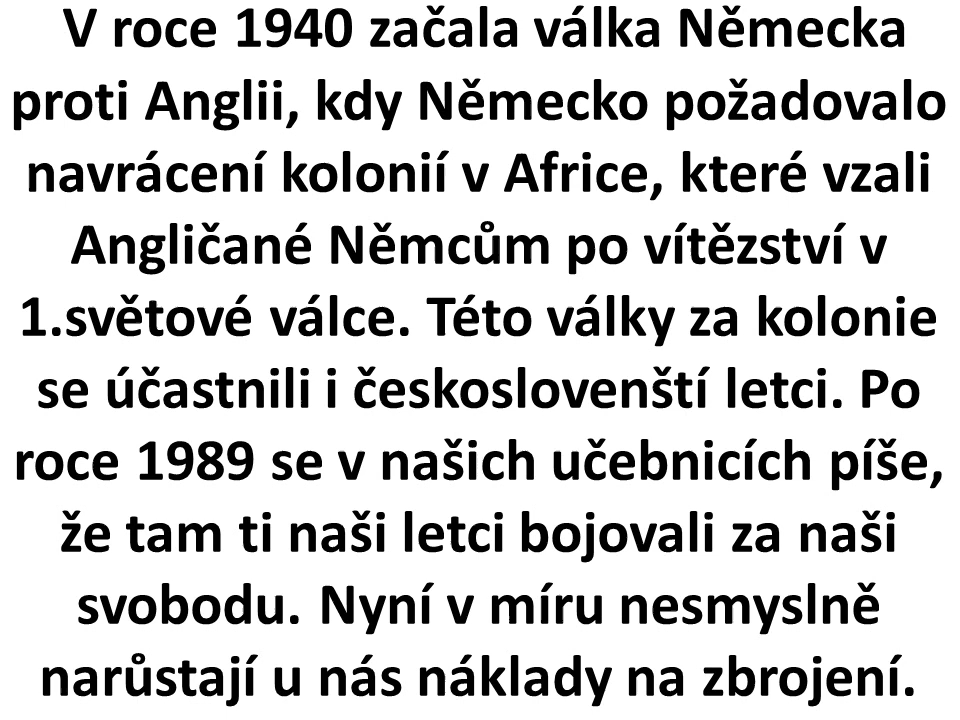 V roce 1940 začala válka Německa
proti Anglii, kdy Německo požadovalo
navrácení kolonií v Africe, které vzali
Angličané Němcům po vítězství v
1.světové válce. Této války za kolonie
se účastnili i českoslovenští letci. Po
roce 1989 se v našich učebnicích píše,
že tam ti naši letci bojovali za naši
svobodu. Nyní v míru nesmyslně
narůstají u nás náklady na zbrojení.